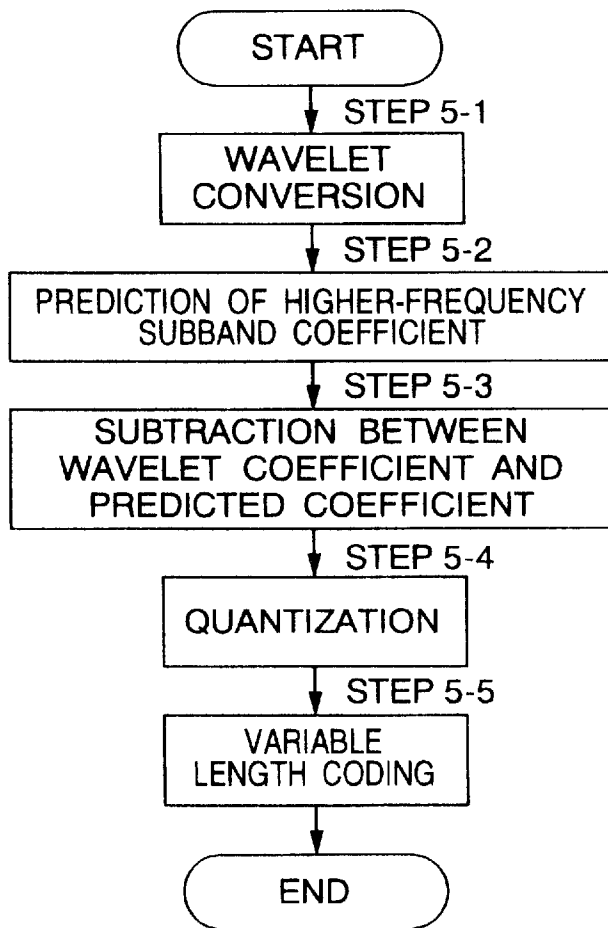 START
STEP 5-1
WAVELET
CONVERSION
STEP 5-2
PREDICTION OF HIGHER-FREQUENCY
SUBBAND COEFFICIENT
STEP 5-3
SUBTRACTION BETWEEN
WAVELET COEFFICIENT AND
PREDICTED COEFFICIENT
STEP 5-4
QUANTIZATION
STEP 5-5
VARIABLE
LENGTH CODING
END